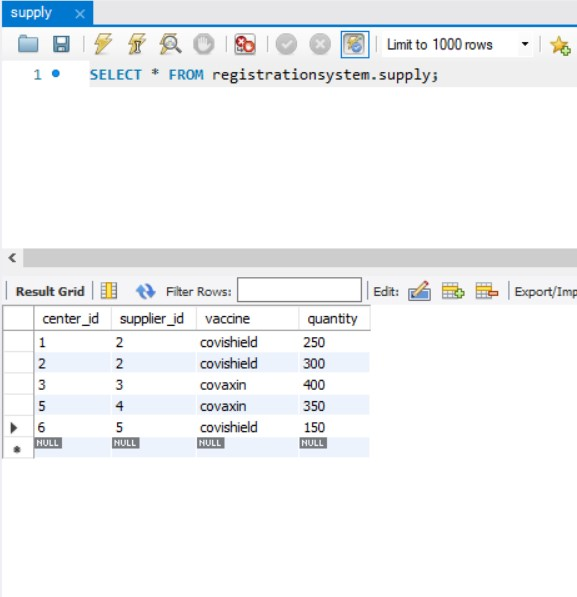 supply
Limit to 1000 rows
1 SELECT * FROM registrationsystem.supply;
Result Grid Filter Rows: Edit: Export/Imp
center_id supplier_id vaccine quantity
1 2 covishield 250
2 2 covishield 300
3 3 covaxin 400
5 4 covaxin 350
6 5 covishield 150
NULL NULL NULL NULL